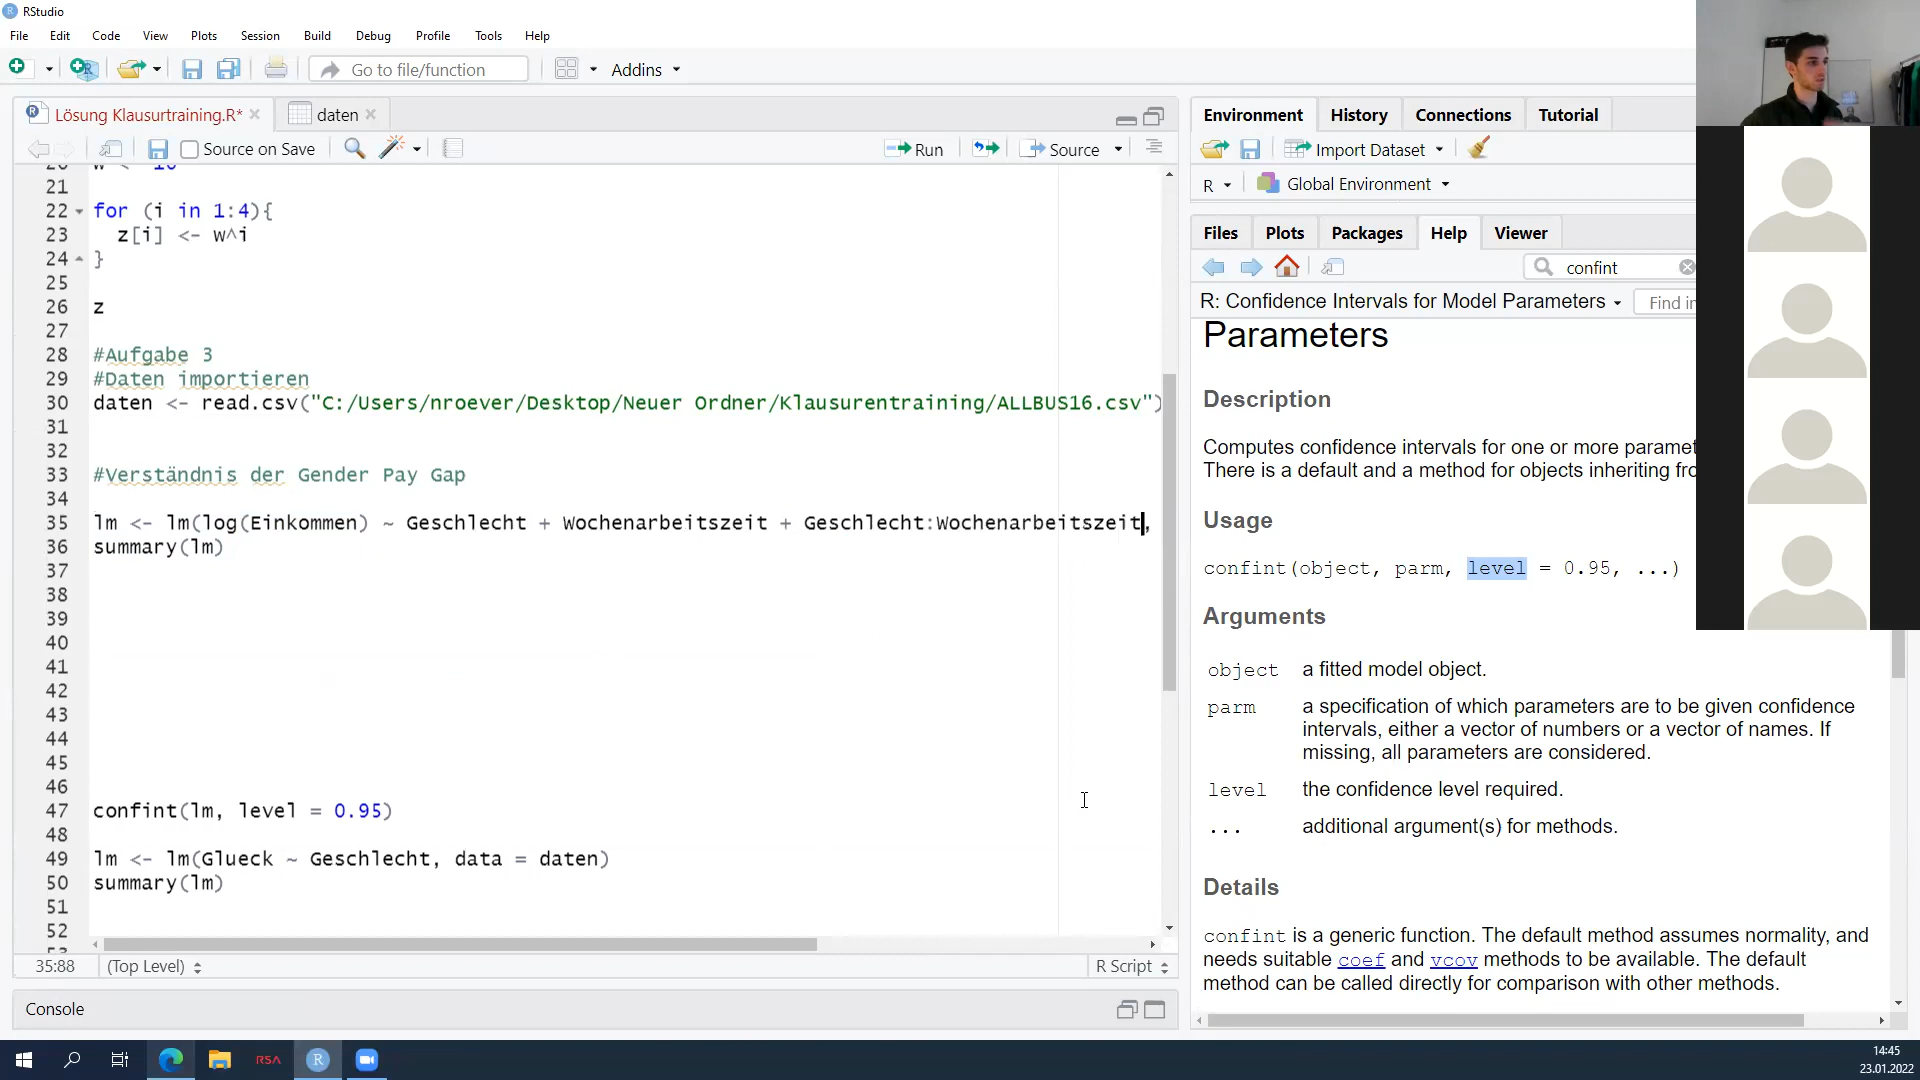 RStudio
File Edit Code View Plots Session Build Debug Profile Tools Help
Go to file/function Addins
Lösung Klausurtraining.R* daten
Source on Save Run Source
21
22 for (i in 1:4){
23 z[i] <- w^i
24 }
25
26 z
27
28 #Aufgabe 3
29 #Daten importieren
30 daten <- read.csv("C:/Users/nroever/Desktop/Neuer Ordner/Klausurentraining/ALLBUS16.csv")
31
32
33 #Verständnis der Gender Pay Gap
34
35 lm <- lm(log(Einkommen) ~ Geschlecht + Wochenarbeitszeit + Geschlecht:Wochenarbeitszeit,
36 summary(lm)
37
38
39
40
41
42
43
44
45
46
47 confint(lm, level = 0.95)
48
49 lm <- lm(Glueck ~ Geschlecht, data = daten)
50 summary(lm)
51
52
35:88 (Top Level) R Script
Console
Environment History Connections Tutorial
Import Dataset
R Global Environment
Files Plots Packages Help Viewer
confint
R: Confidence Intervals for Model Parameters Find in
Parameters
Description
Computes confidence intervals for one or more
There is a default and a method for objects inheriting
Usage
confint(object, parm, level = 0.95, ...)
Arguments
object a fitted model object.
parm a specification of which parameters are to be given confidence
intervals, either a vector of numbers or a vector of names. If
missing, all parameters are considered.
level the confidence level required.
... additional argument(s) for methods.
Details
confint is a generic function. The default method assumes normality, and
needs suitable coef and vcov methods to be available. The default
method can be called directly for comparison with other methods.
RSA
14:45
23.01.2022